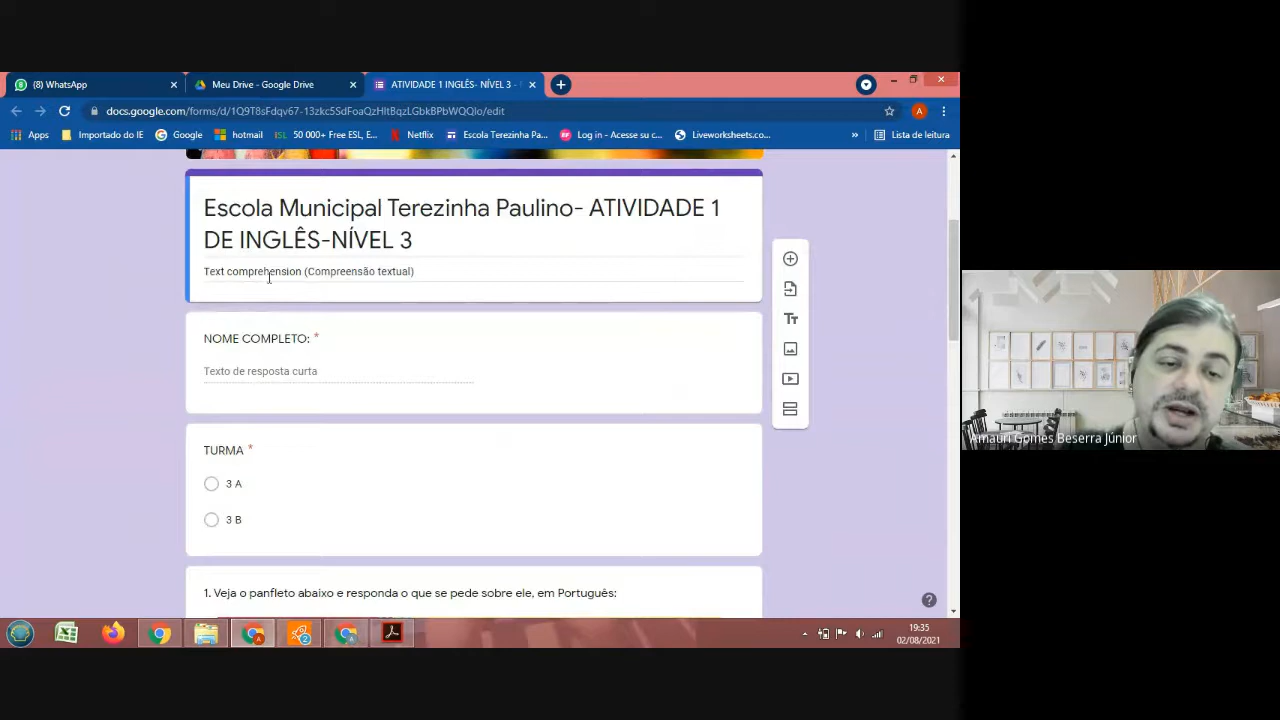 (8) WhatsApp
Meu Drive - Google Drive
ATIVIDADE 1 INGLÊS- NÍVEL 3 -
docs.google.com/forms/d/1Q9T8sFdqv67-13zkc5SdFoaQzHltBqzLGbkBPbWQQlo/edit
A
Apps
Importado do IE
Google
hotmail
ISL
50 000+ Free ESL, E...
Netflix
Escola Terezinha Pa...
Log in - Acesse su c...
Liveworksheets.co...
»
Lista de leitura
Escola Municipal Terezinha Paulino- ATIVIDADE 1
DE INGLÊS-NÍVEL 3
Text comprehension (Compreensão textual)
NOME COMPLETO: *
Texto de resposta curta
TURMA *
3 A
3 B
1. Veja o panfleto abaixo e responda o que se pede sobre ele, em Português:
Amauri Gomes Beserra Júnior
19:35
02/08/2021